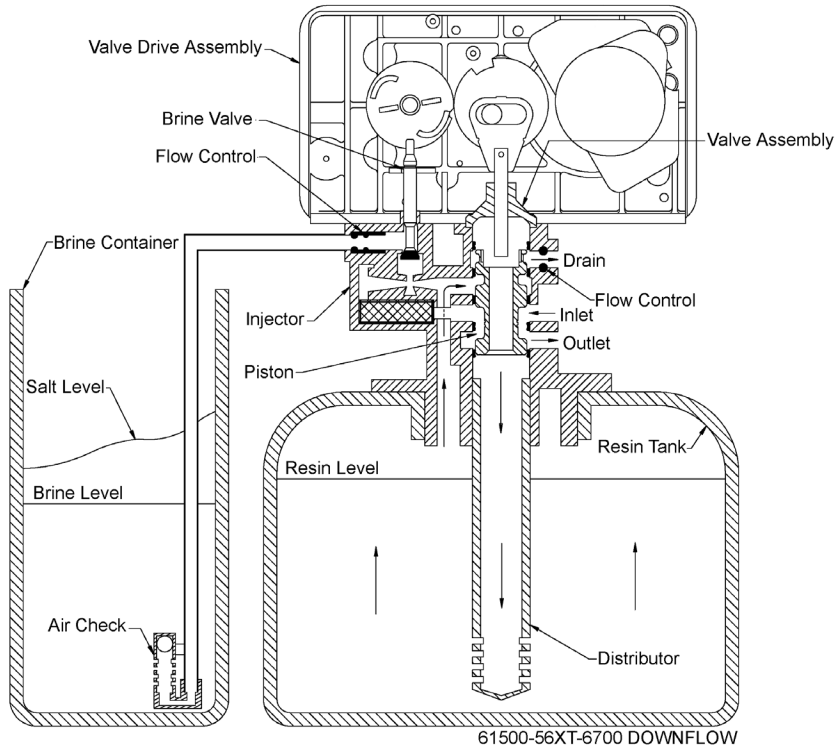 Valve Drive Assembly
Brine Valve
Valve Assembly
Flow Control
Brine Container
Drain
Flow Control
Injector
Inlet
Outlet
Piston
Salt Level
Resin Tank
Resin Level
Brine Level
Air Check
Distributor
61500-56XT-6700 DOWNFLOW